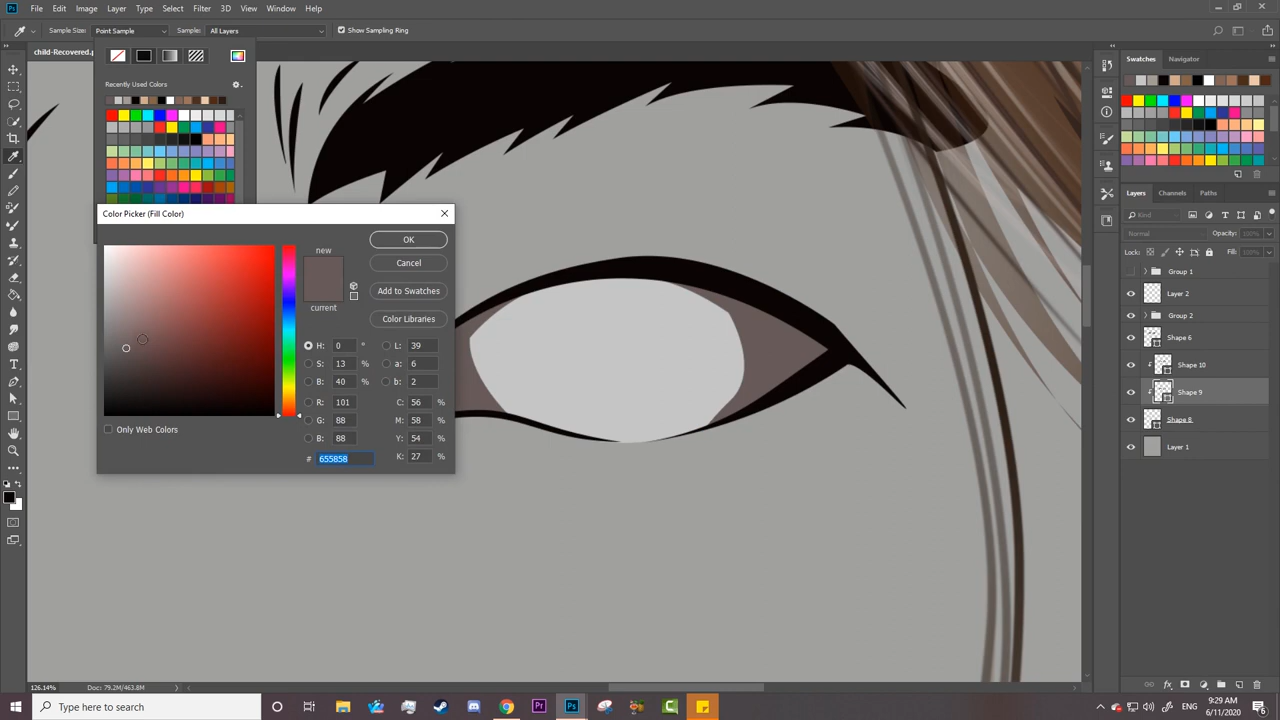 File Edit Image Layer Type Select Filter 3D View Window Help
Sample Size: Point Sample Sample: All Layers Show Sampling Ring
child-Recovered.p
Recently Used Colors
Color Picker (Fill Color)
new
current
OK
Cancel
Add to Swatches
Color Libraries
H: 0 ° L: 39
S: 13 % a: 6
B: 40 % b: 2
R: 101 C: 56 %
G: 88 M: 58 %
B: 88 Y: 54 %
# 655858 K: 27 %
Only Web Colors
Swatches Navigator
Layers Channels Paths
Kind
Normal Opacity: 100%
Lock: Fill: 100%
Group 1
Layer 2
Group 2
Shape 6
Shape 10
Shape 9
Shape 8
Layer 1
126.14% Doc: 79.2M/463.8M
Type here to search
9:29 AM
6/11/2020